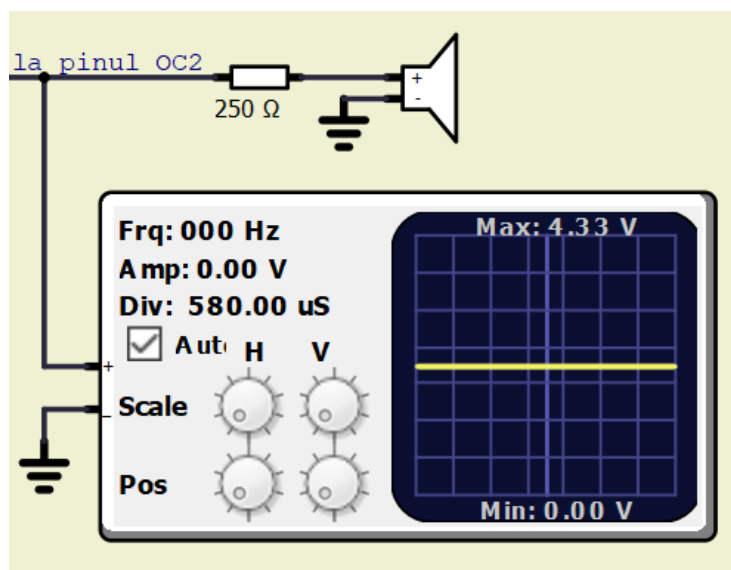 la pinul OC2
+
-
250 Ω
Frq: 000 Hz
Amp: 0.00 V
Div: 580.00 uS
Auto H V
+
Scale
_
Pos
Max: 4.33 V
Min: 0.00 V